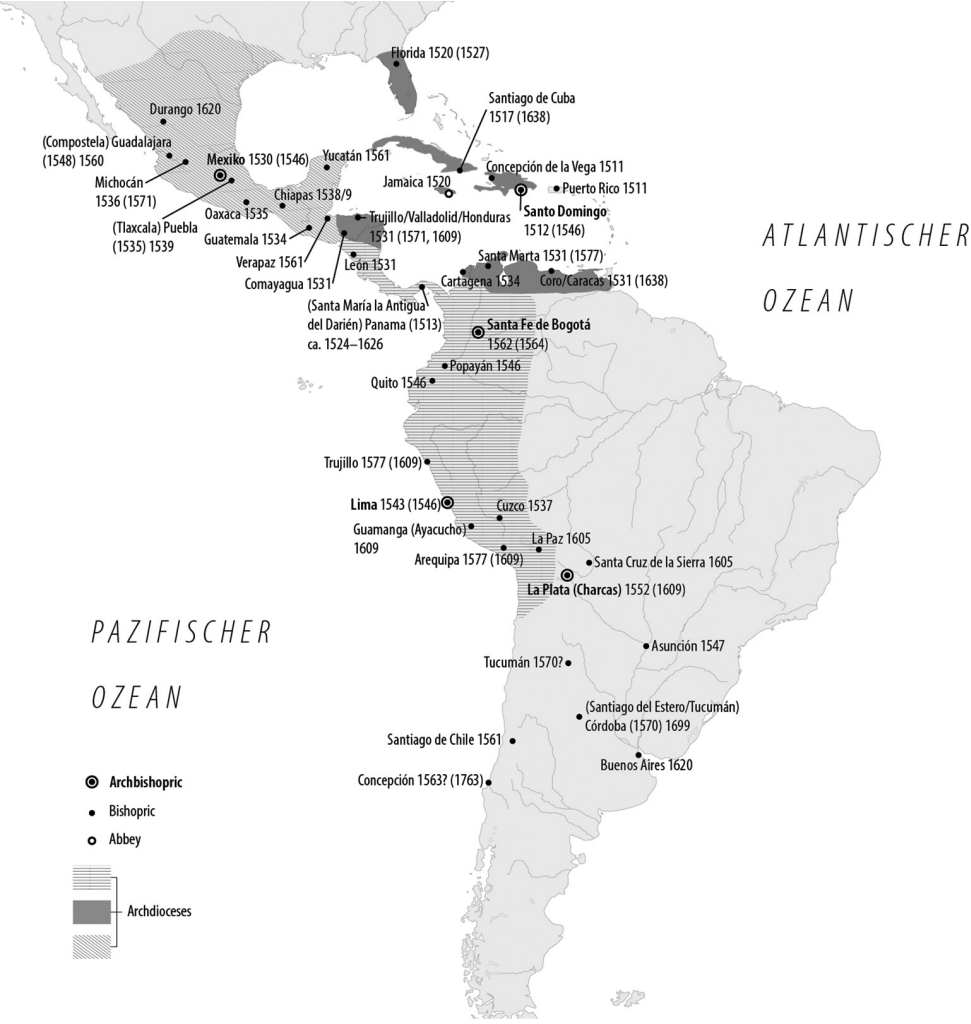 Florida 1520 (1527)
Santiago de Cuba
1517 (1638)
Durango 1620
(Compostela) Guadalajara
(1548) 1560
Mexiko 1530 (1546)
Yucatán 1561
Concepción de la Vega 1511
Michocán
1536 (1571)
Jamaica 1520
Puerto Rico 1511
Chiapas 1538/9
Oaxaca 1535
Santo Domingo
1512 (1546)
(Tlaxcala) Puebla
(1535) 1539
Trujillo/Valladolid/Honduras
1531 (1571, 1609)
Guatemala 1534
Verapaz 1561
León 1531
Comayagua 1531
Santa Marta 1531 (1577)
Cartagena 1534
Coro/Caracas 1531 (1638)
ATLANTISCHER
OZEAN
(Santa María la Antigua
del Darién) Panama (1513)
ca. 1524–1626
Santa Fe de Bogotá
1562 (1564)
Popayán 1546
Quito 1546
Trujillo 1577 (1609)
Lima 1543 (1546)
Cuzco 1537
Guamanga (Ayacucho)
1609
La Paz 1605
Arequipa 1577 (1609)
Santa Cruz de la Sierra 1605
La Plata (Charcas) 1552 (1609)
PAZIFISCHER
OZEAN
Asunción 1547
Tucumán 1570?
(Santiago del Estero/Tucumán)
Córdoba (1570) 1699
Santiago de Chile 1561
Buenos Aires 1620
Concepción 1563? (1763)
Archbishopric
Bishopric
Abbey
Archdioceses